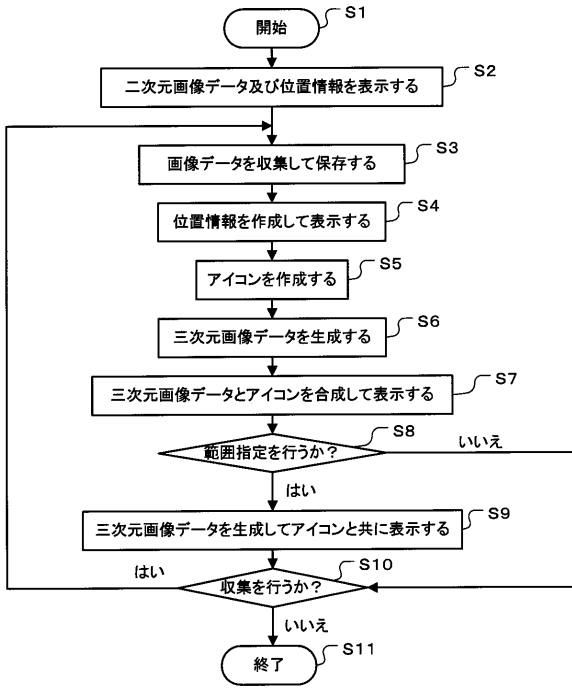 S1
開始
S2
二次元画像データ及び位置情報を表示する
S3
画像データを収集して保存する
S4
位置情報を作成して表示する
S5
アイコンを作成する
S6
三次元画像データを生成する
S7
三次元画像データとアイコンを合成して表示する
S8
範囲指定を行うか？
いいえ
はい
S9
三次元画像データを生成してアイコンと共に表示する
S10
はい
収集を行うか？
いいえ
S11
終了